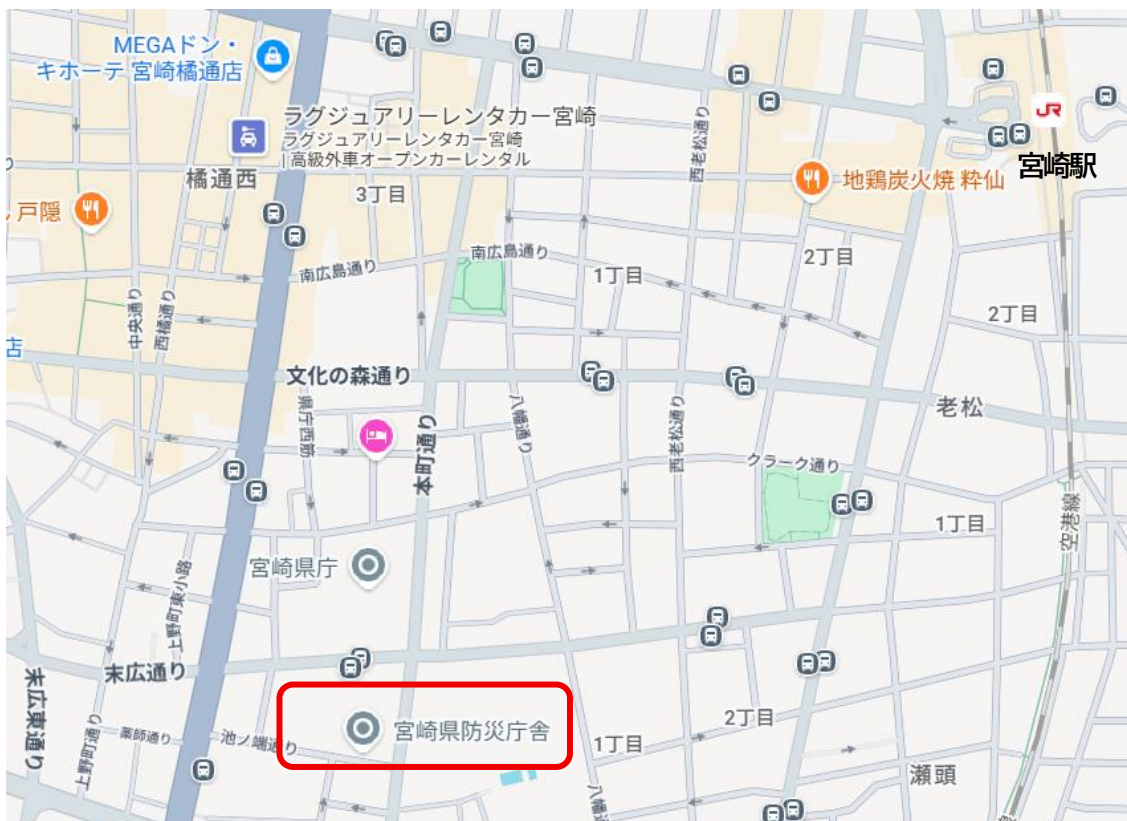 MEGAドン・
キホーテ 宮崎橘通店
ラグジュアリーレンタカー宮崎
ラグジュアリーレンタカー宮崎
|高級外車オープンカーレンタル
JR
宮崎駅
橘通西
3丁目
西老松通り
地鶏炭火焼 粋仙
戸隠
南広島通り
南広島通り
1丁目
2丁目
2丁目
中央通り
西橘通り
店
文化の森通り
県庁西筋
本町通り
八幡通り
西老松通り
老松
クラーク通り
1丁目
空港線
宮崎県庁
上野町東小路
末広通り
末広東通り
上野町通り
薬師通り
池ノ端通り
宮崎県防災庁舎
1丁目
2丁目
瀬頭
八幡通